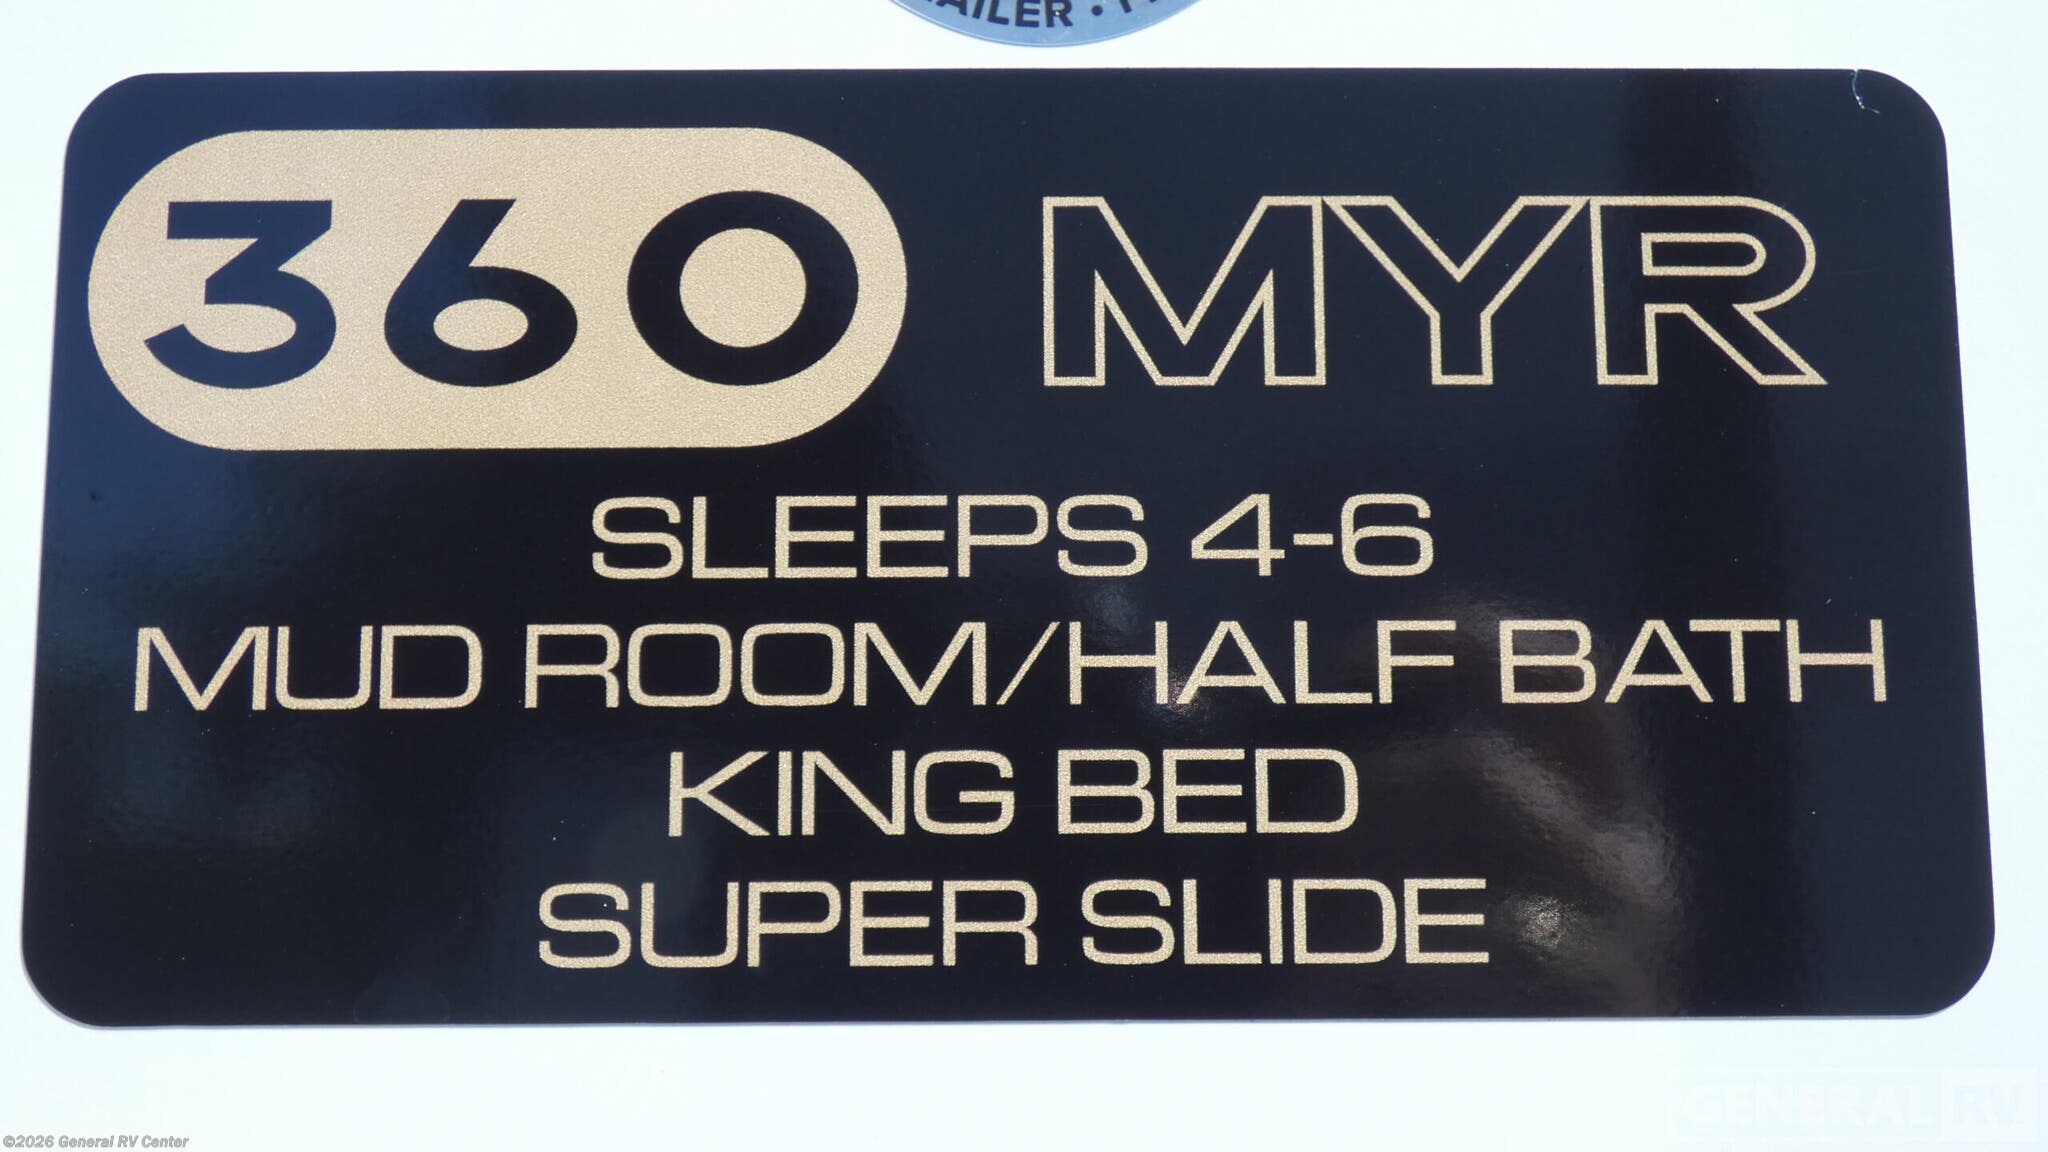 360 MYR
SLEEPS 4-6
MUD ROOM/HALF BATH
KING BED
SUPER SLIDE
GENERAL RV
©2026 General RV Center